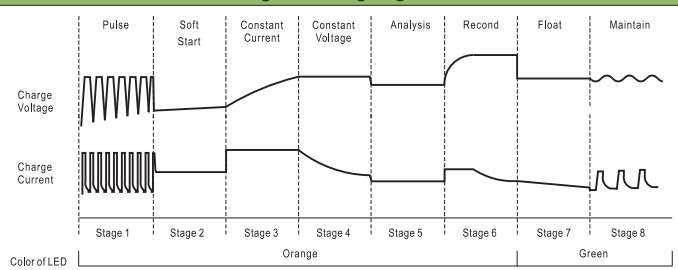 Pulse
Soft Start
Constant Current
Constant Voltage
Analysis
Recond
Float
Maintain
Charge Voltage
Charge Current
Stage 1
Stage 2
Stage 3
Stage 4
Stage 5
Stage 6
Stage 7
Stage 8
Color of LED
Orange
Green